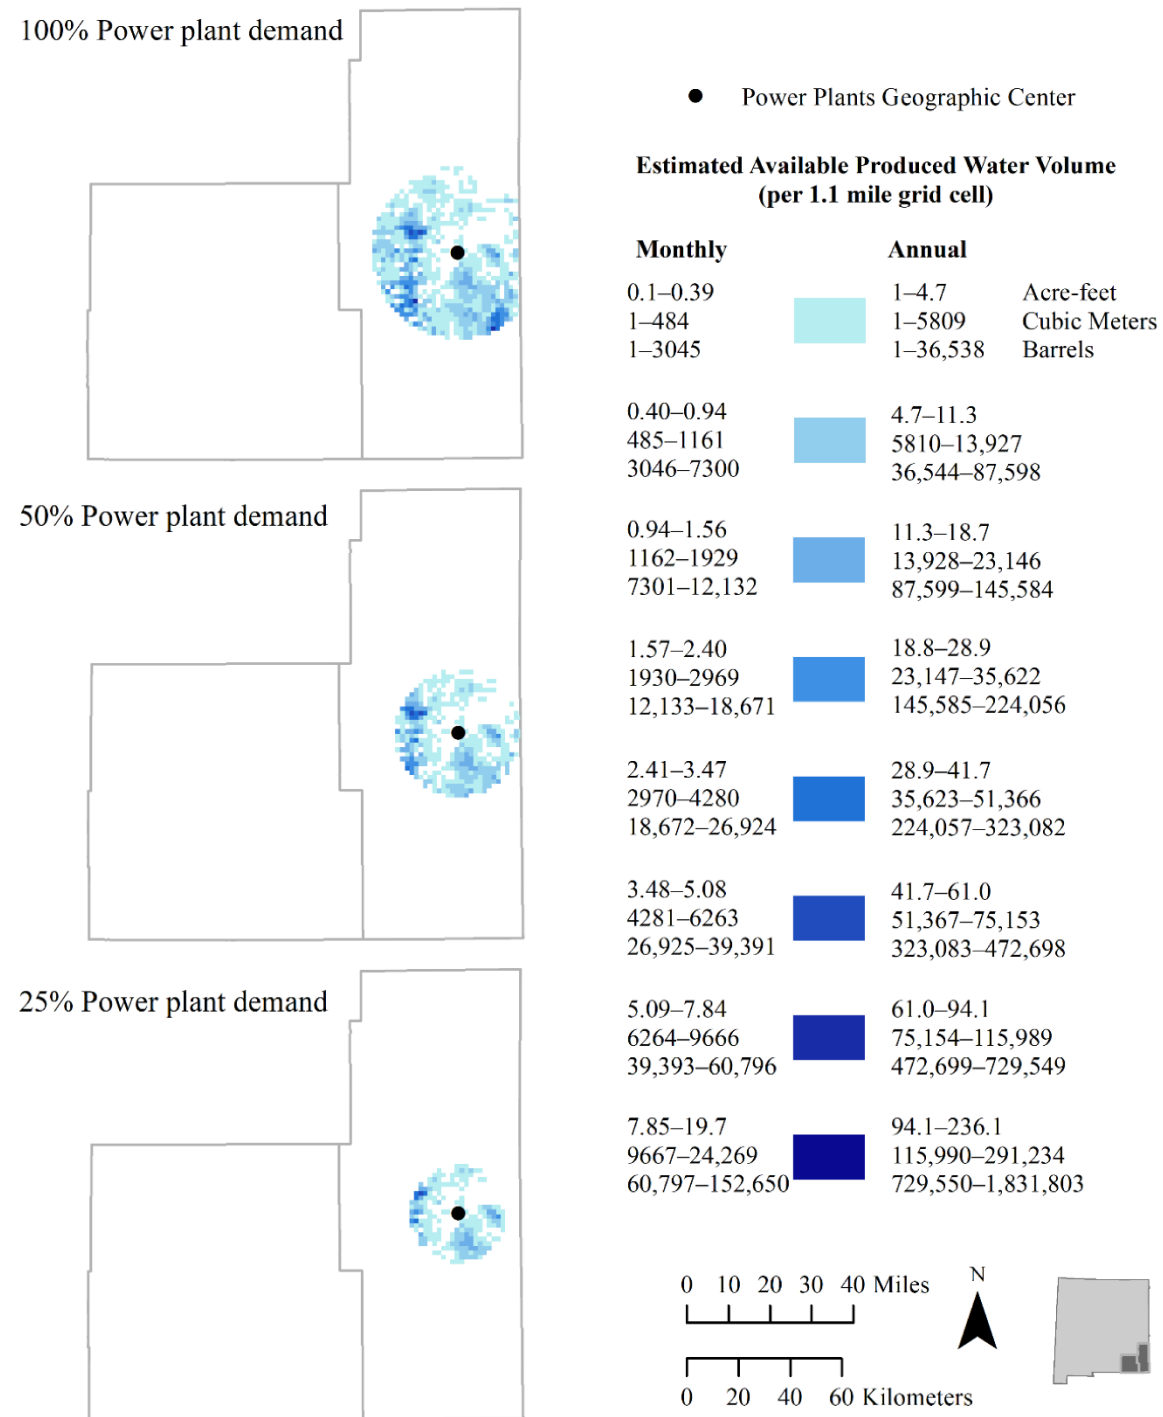 100% Power plant demand
50% Power plant demand
25% Power plant demand
Power Plants Geographic Center
Estimated Available Produced Water Volume
(per 1.1 mile grid cell)
Monthly Annual
0.1–0.39 1–4.7 Acre-feet
1–484 1–5809 Cubic Meters
1–3045 1–36,538 Barrels
0.40–0.94 4.7–11.3
485–1161 5810–13,927
3046–7300 36,544–87,598
0.94–1.56 11.3–18.7
1162–1929 13,928–23,146
7301–12,132 87,599–145,584
1.57–2.40 18.8–28.9
1930–2969 23,147–35,622
12,133–18,671 145,585–224,056
2.41–3.47 28.9–41.7
2970–4280 35,623–51,366
18,672–26,924 224,057–323,082
3.48–5.08 41.7–61.0
4281–6263 51,367–75,153
26,925–39,391 323,083–472,698
5.09–7.84 61.0–94.1
6264–9666 75,154–115,989
39,393–60,796 472,699–729,549
7.85–19.7 94.1–236.1
9667–24,269 115,990–291,234
60,797–152,650 729,550–1,831,803
0 10 20 30 40 Miles
N
0 20 40 60 Kilometers